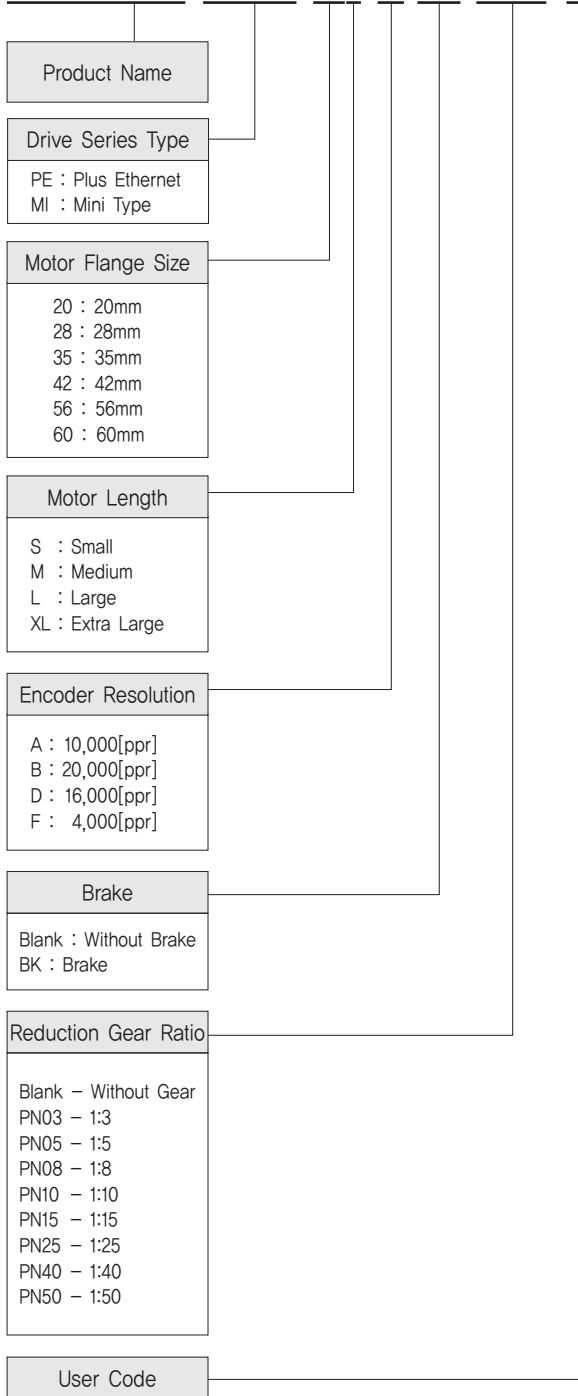 Product Name
Drive Series Type
PE : Plus Ethernet
MI : Mini Type
Motor Flange Size
20 : 20mm
28 : 28mm
35 : 35mm
42 : 42mm
56 : 56mm
60 : 60mm
Motor Length
S : Small
M : Medium
L : Large
XL : Extra Large
Encoder Resolution
A : 10,000[ppr]
B : 20,000[ppr]
D : 16,000[ppr]
F : 4,000[ppr]
Brake
Blank : Without Brake
BK : Brake
Reduction Gear Ratio
Blank – Without Gear
PN03 – 1:3
PN05 – 1:5
PN08 – 1:8
PN10 – 1:10
PN15 – 1:15
PN25 – 1:25
PN40 – 1:40
PN50 – 1:50
User Code